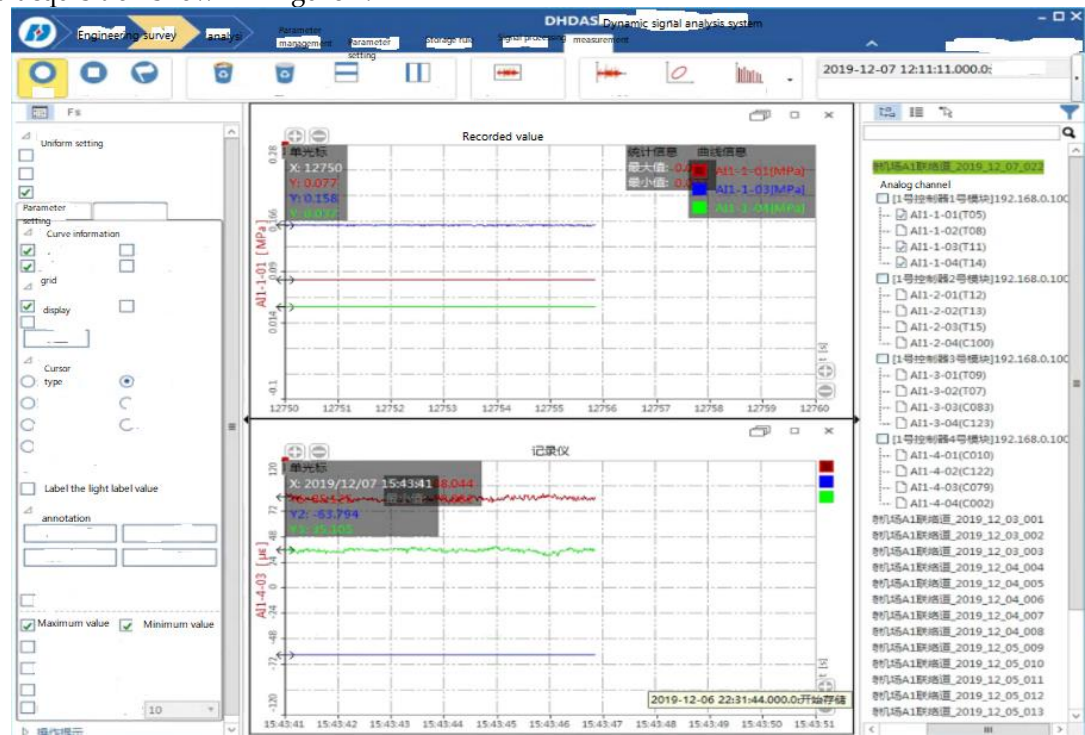 DHDAS Dynamic signal analysis system
Engineering survey
analysi
Parameter management
Parameter setting
Storage rule
Signal processing
measurement
2019-12-07 12:11:11.000.0:
Uniform setting
Parameter setting
Curve information
grid
display
Cursor
type
Label the light label value
annotation
Maximum value
Minimum value
10
操作提示
Recorded value
单光标
X: 12750
Y: 0.077
Y: 0.158
Y: 0.037
统计信息
曲线信息
最大值:
最小值:
AI1-1-01[MPa]
AI1-1-03[MPa]
AI1-1-04[MPa]
AI1-1-01 [MPa]
0.28
0.166
0.09
0.014
-0.1
t [s]
12750 12751 12752 12753 12754 12755 12756 12757 12758 12759 12760
记录仪
单光标
X: 2019/12/07 15:43:41
Y2: -63.794
Y3: 35.105
AI1-4-03 [με]
120
72
48
24
0
-24
-48
-72
-120
2019-12-06 22:31:44.000.0:开始存储
15:43:41 15:43:42 15:43:43 15:43:44 15:43:45 15:43:46 15:43:47 15:43:48 15:43:49 15:43:50 15:43:51
机场A1联络道_2019_12_07_022
Analog channel
[1号控制器1号模块]192.168.0.100
AI1-1-01(T05)
AI1-1-02(T08)
AI1-1-03(T11)
AI1-1-04(T14)
[1号控制器2号模块]192.168.0.100
AI1-2-01(T12)
AI1-2-02(T13)
AI1-2-03(T15)
AI1-2-04(C100)
[1号控制器3号模块]192.168.0.100
AI1-3-01(T09)
AI1-3-02(T07)
AI1-3-03(C083)
AI1-3-04(C123)
[1号控制器4号模块]192.168.0.100
AI1-4-01(C010)
AI1-4-02(C122)
AI1-4-03(C079)
AI1-4-04(C002)
机场A1联络道_2019_12_03_001
机场A1联络道_2019_12_03_002
机场A1联络道_2019_12_03_003
机场A1联络道_2019_12_04_004
机场A1联络道_2019_12_04_005
机场A1联络道_2019_12_04_006
机场A1联络道_2019_12_04_007
机场A1联络道_2019_12_04_008
机场A1联络道_2019_12_05_009
机场A1联络道_2019_12_05_010
机场A1联络道_2019_12_05_011
机场A1联络道_2019_12_05_012
机场A1联络道_2019_12_05_013